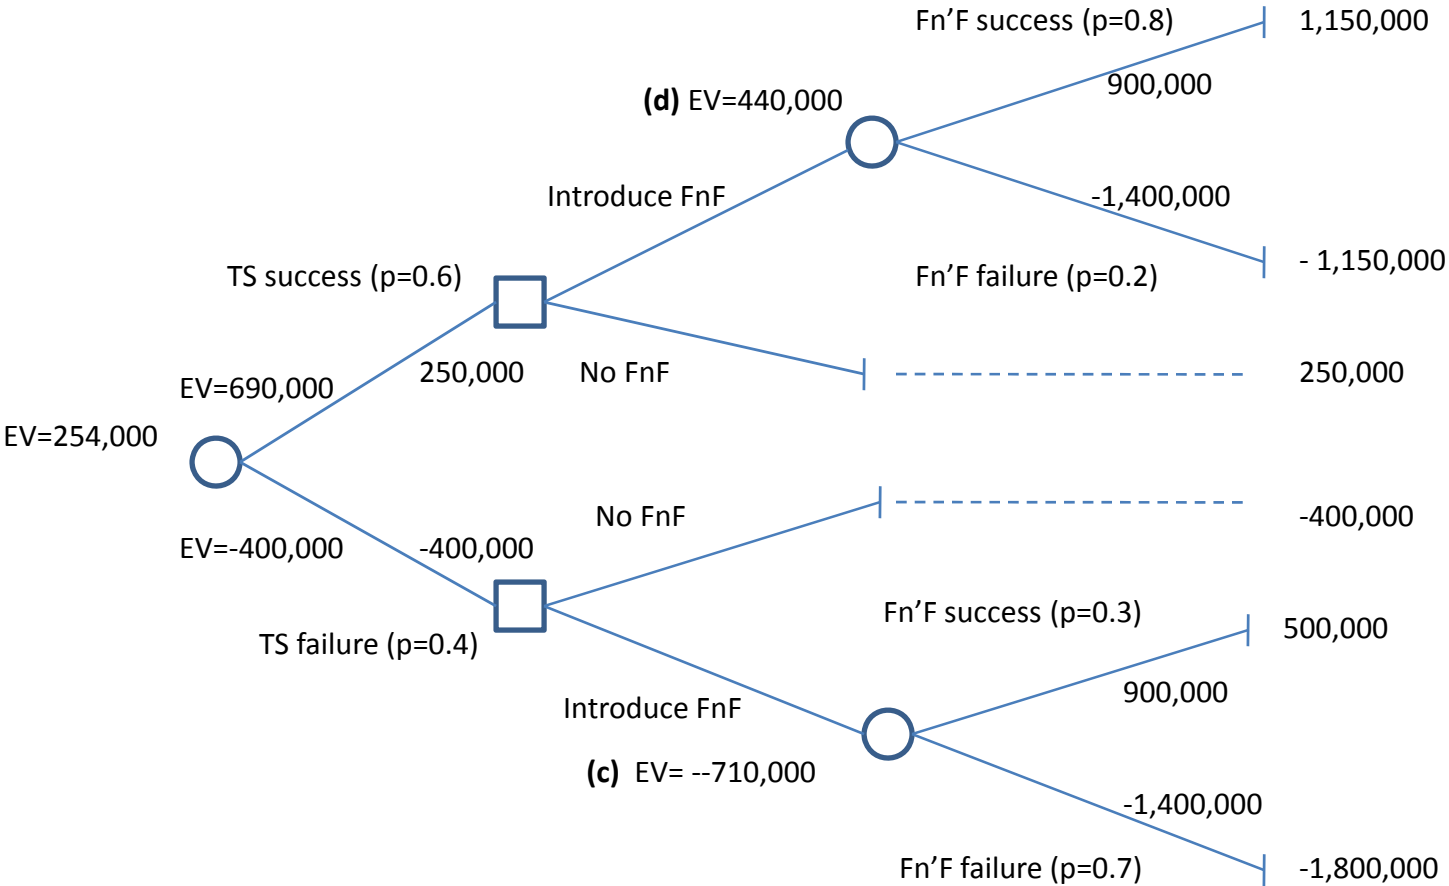 Fn’F success (p=0.8)
1,150,000
900,000
(d) EV=440,000
Introduce FnF
-1,400,000
TS success (p=0.6)
Fn’F failure (p=0.2)
- 1,150,000
EV=690,000
250,000
No FnF
250,000
EV=254,000
No FnF
-400,000
EV=-400,000
-400,000
Fn’F success (p=0.3)
500,000
TS failure (p=0.4)
900,000
Introduce FnF
(c) EV= --710,000
-1,400,000
Fn’F failure (p=0.7)
-1,800,000